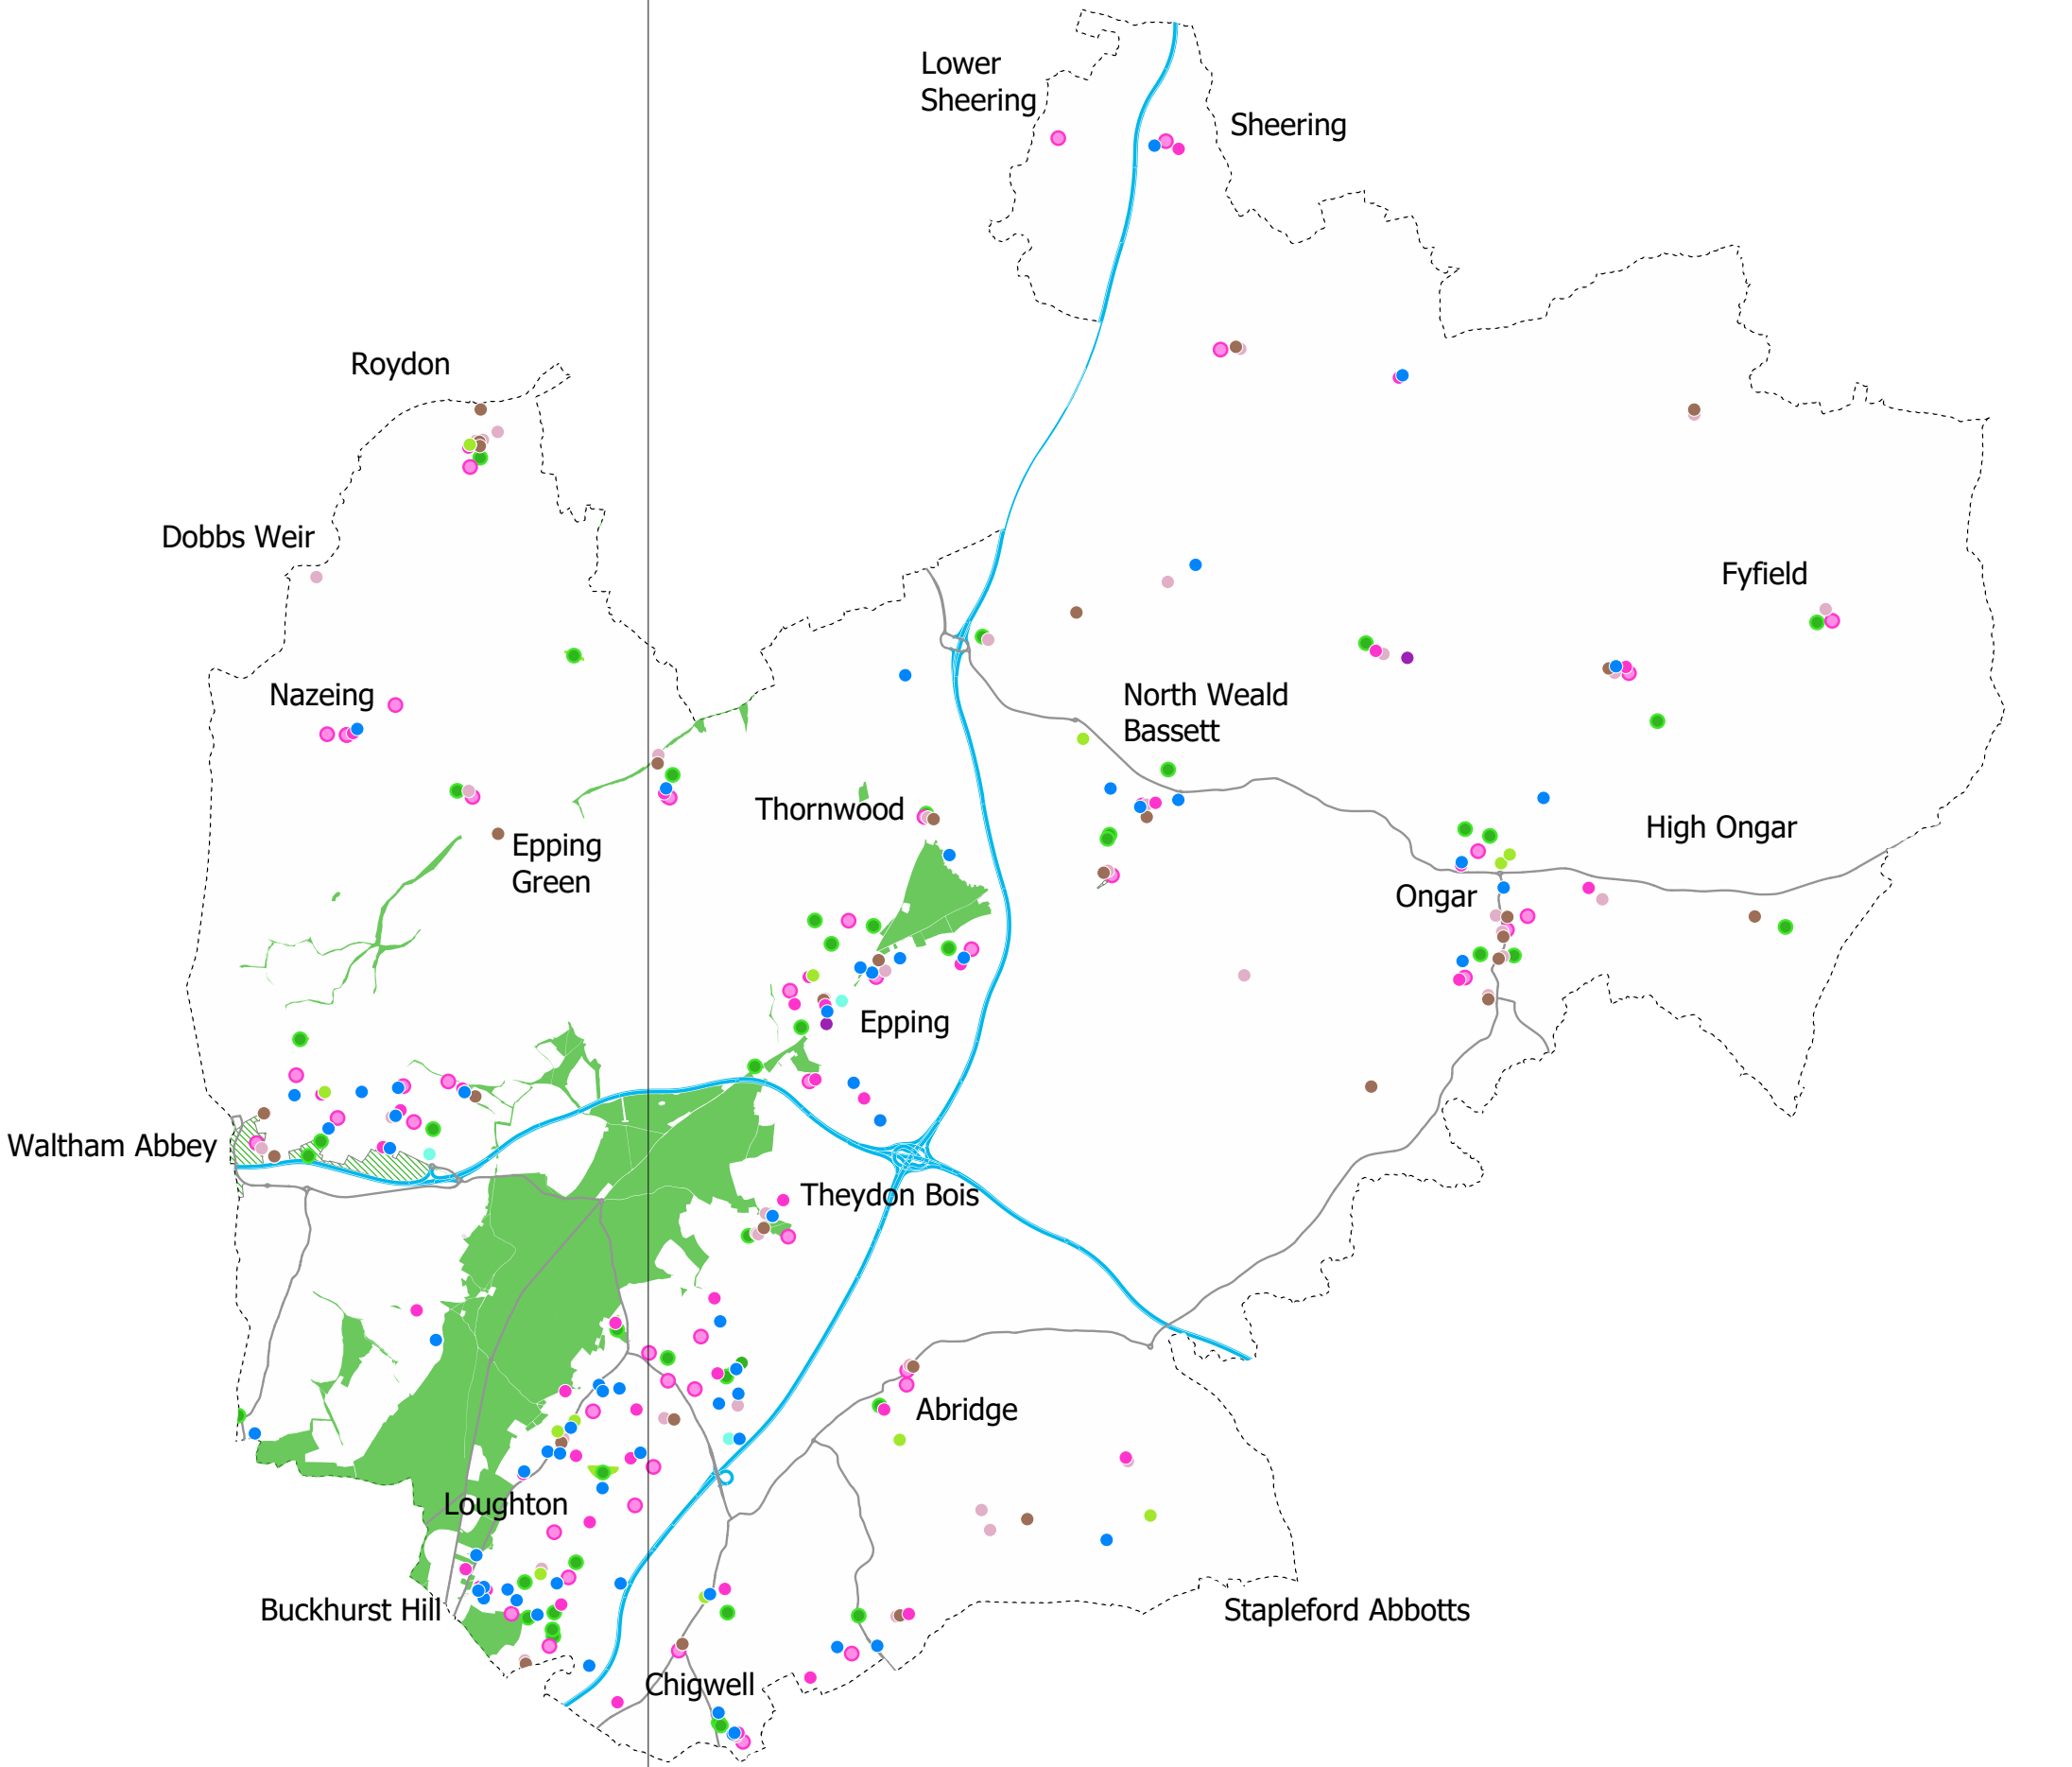 Lower
Sheering
Sheering
Roydon
Dobbs Weir
Fyfield
Nazeing
North Weald
Bassett
Thornwood
High Ongar
Epping
Green
Ongar
Epping
Waltham Abbey
Theydon Bois
Abridge
Loughton
Buckhurst Hill
Stapleford Abbotts
Chigwell